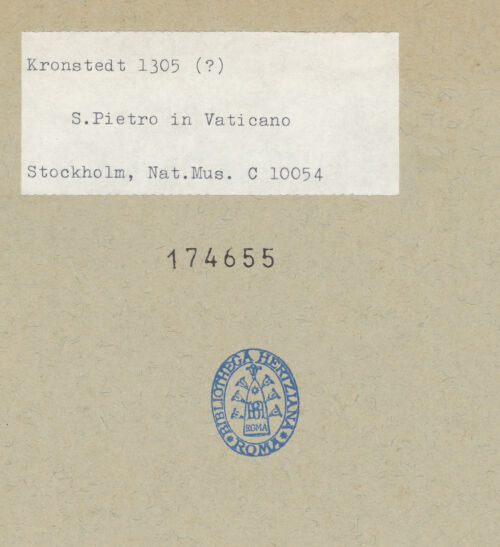 Kronstedt 1305 (?)
S.Pietro in Vaticano
Stockholm, Nat.Mus. C 10054
174655
BIBLIOTHECA HERTZIANA
ROMA
ROMA